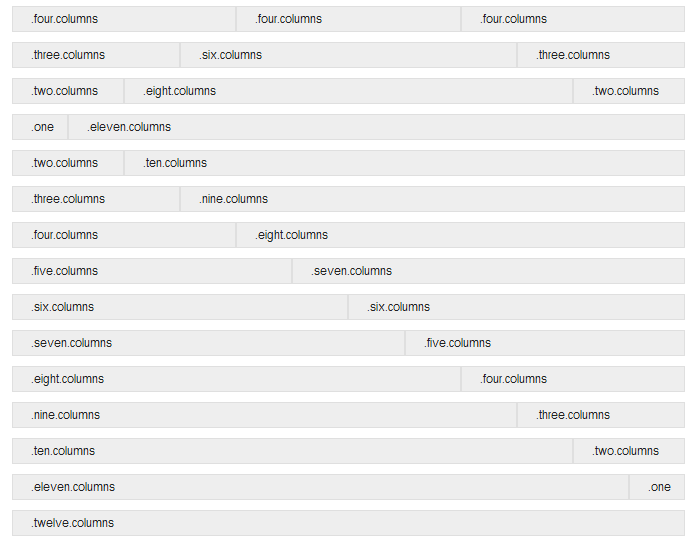 .four.columns .four.columns .four.columns
.three.columns .six.columns .three.columns
.two.columns .eight.columns .two.columns
.one .eleven.columns
.two.columns .ten.columns
.three.columns .nine.columns
.four.columns .eight.columns
.five.columns .seven.columns
.six.columns .six.columns
.seven.columns .five.columns
.eight.columns .four.columns
.nine.columns .three.columns
.ten.columns .two.columns
.eleven.columns .one
.twelve.columns